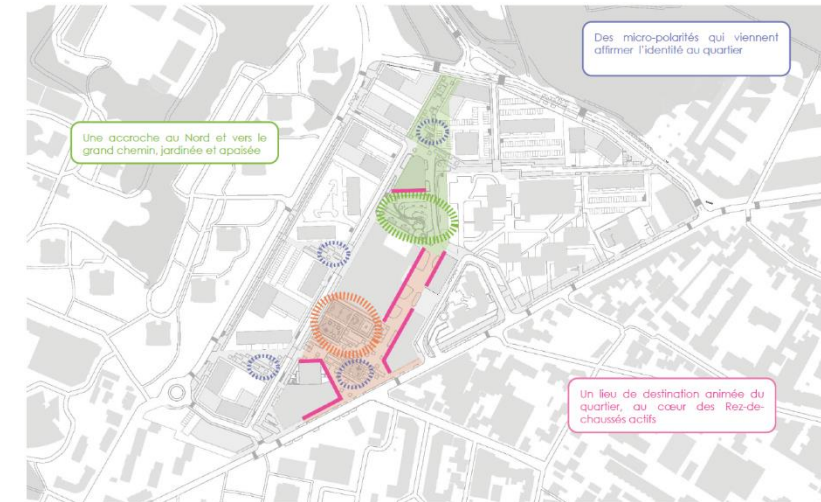 Des micro-polarités qui viennent
affirmer l'identité au quartier
Une accroche au Nord et vers le
grand chemin, jardinée et apaisée
Un lieu de destination animée du
quartier, au cœur des Rez-de-
chaussés actifs